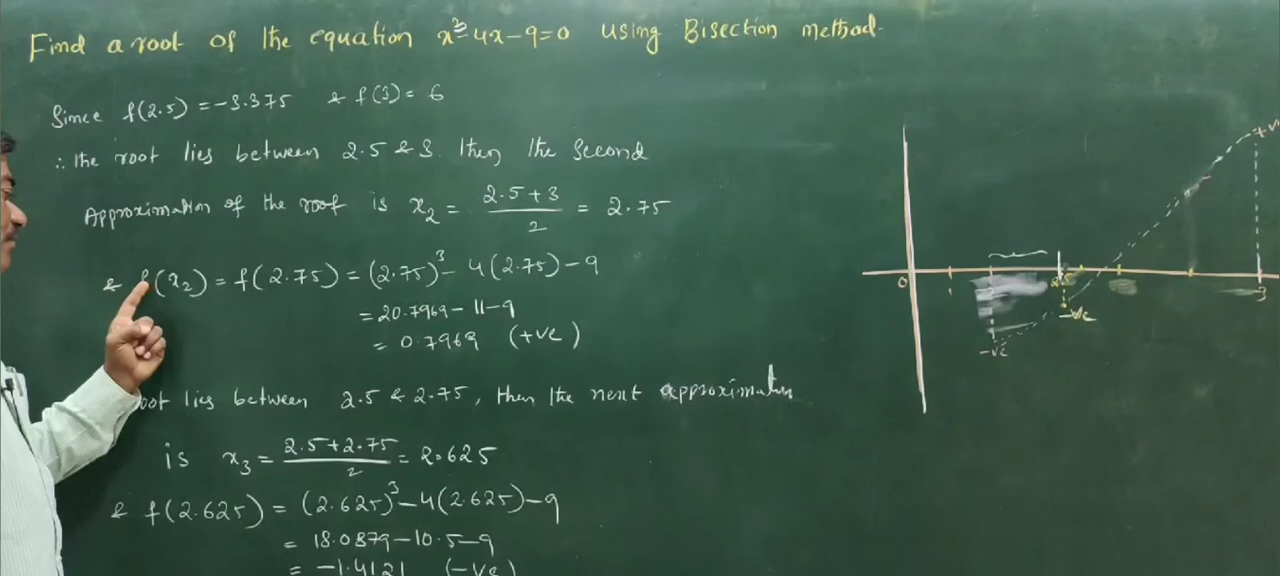 Find a root of the equation x³-4x-9=0 using Bisection method.
Since f(2.5) = -3.375 & f(3) = 6
∴ the root lies between 2.5 & 3. then the second
Approximation of the root is x₂ = (2.5+3)/2 = 2.75
& f(x₂) = f(2.75) = (2.75)³ - 4(2.75) - 9
= 20.7969 - 11 - 9
= 0.7969 (+ve)
root lies between 2.5 & 2.75, then the next approximation
is x₃ = (2.5+2.75)/2 = 2.625
& f(2.625) = (2.625)³ - 4(2.625) - 9
= 18.0879 - 10.5 - 9
= -1.4121 (-ve)
+ve
0 1 2.5 3
-ve
-ve